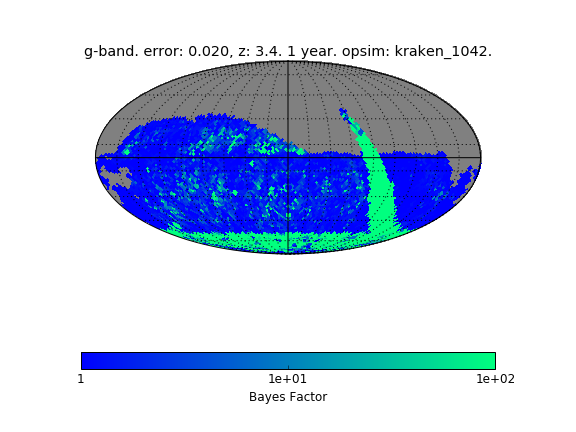 g-band. error: 0.020, z: 3.4. 1 year. opsim: kraken_1042.
1 1e+01 1e+02
Bayes Factor